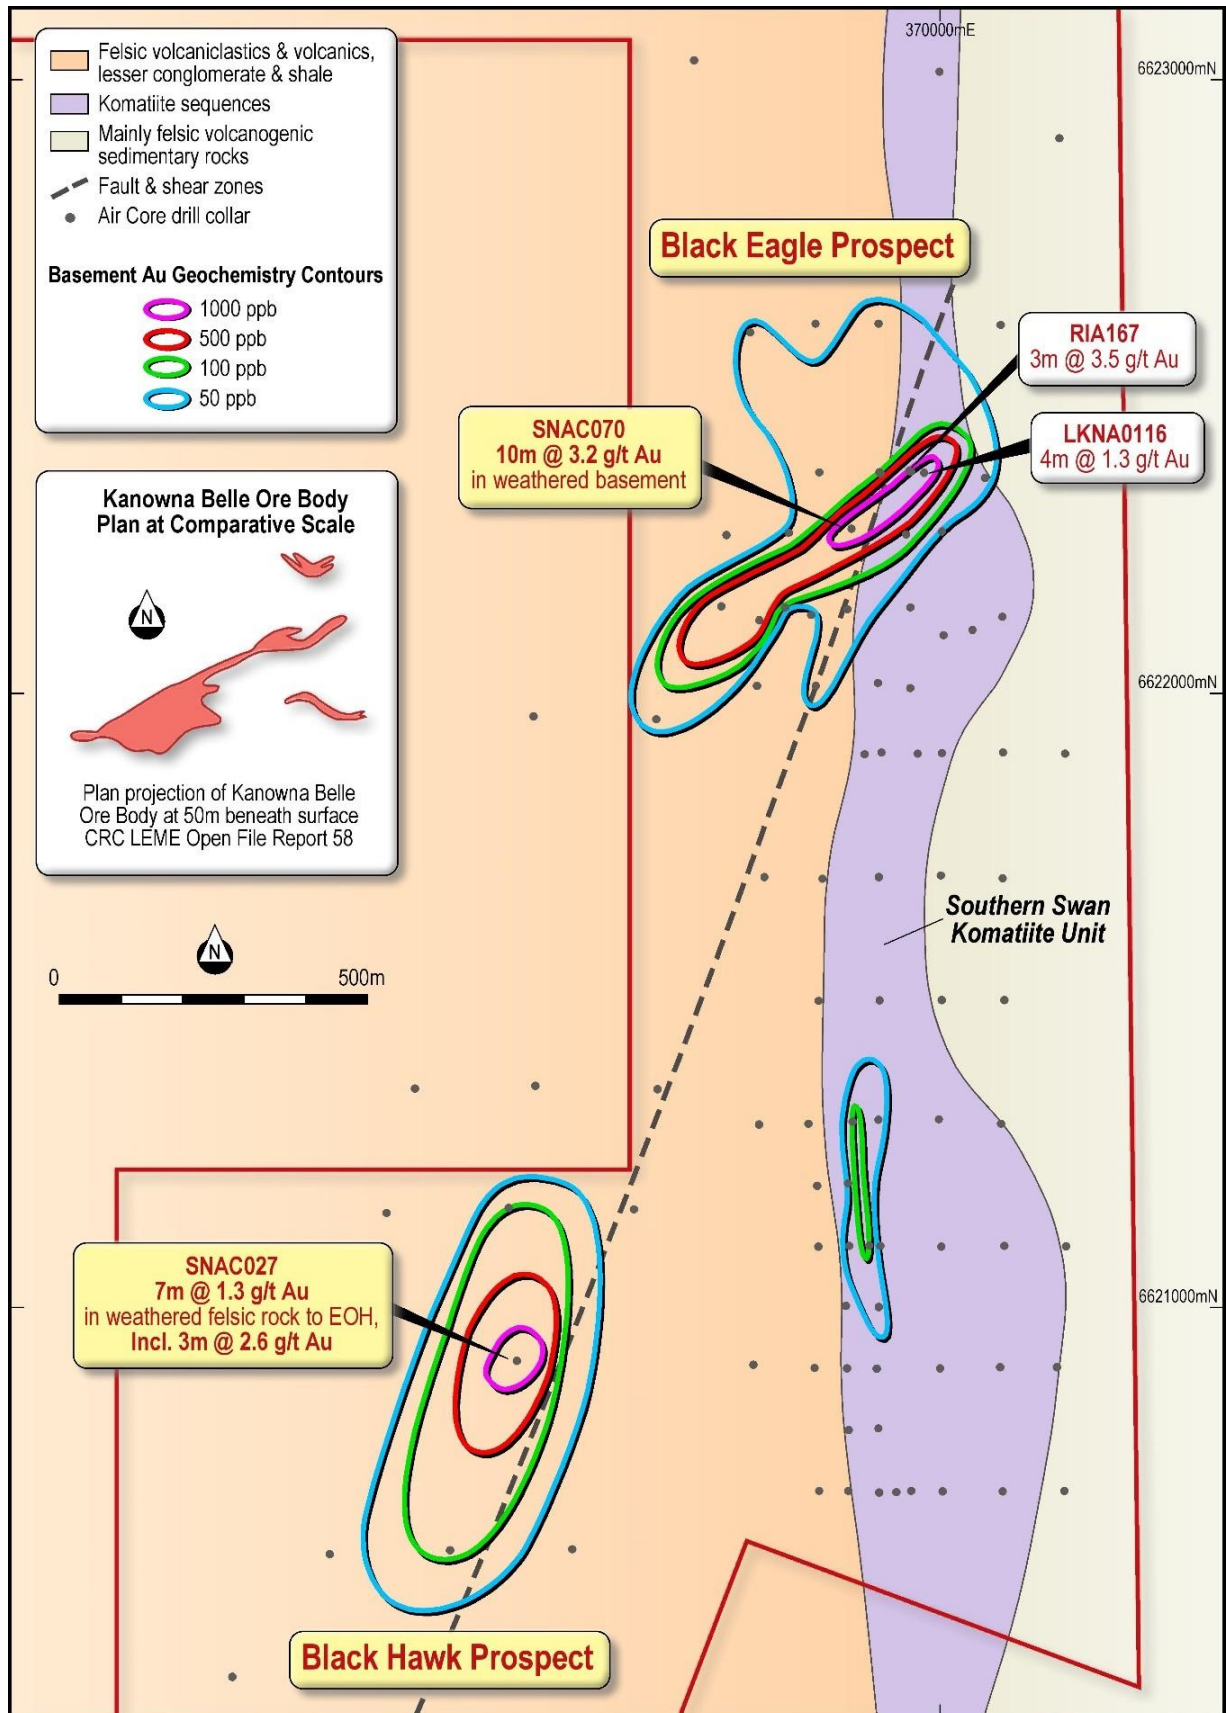 Felsic volcaniclastics & volcanics,
lesser conglomerate & shale
Komatiite sequences
Mainly felsic volcanogenic
sedimentary rocks
Fault & shear zones
Air Core drill collar
Basement Au Geochemistry Contours
1000 ppb
500 ppb
100 ppb
50 ppb
370000mE
6623000mN
Black Eagle Prospect
RIA167
3m @ 3.5 g/t Au
LKNA0116
4m @ 1.3 g/t Au
SNAC070
10m @ 3.2 g/t Au
in weathered basement
Kanowna Belle Ore Body
Plan at Comparative Scale
N
Plan projection of Kanowna Belle
Ore Body at 50m beneath surface
CRC LEME Open File Report 58
6622000mN
Southern Swan
Komatiite Unit
N
0 500m
SNAC027
7m @ 1.3 g/t Au
in weathered felsic rock to EOH,
Incl. 3m @ 2.6 g/t Au
6621000mN
Black Hawk Prospect